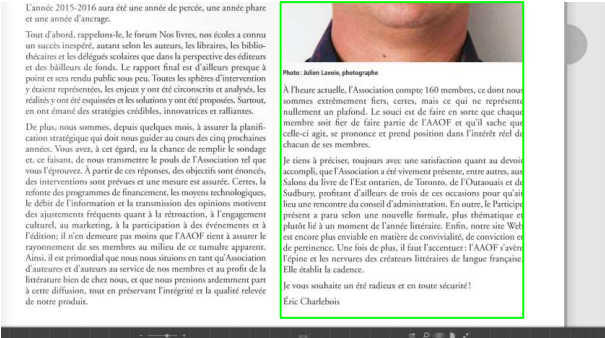 L'année 2015-2016 aura été une année de percée, une année phare
et une année d'ancrage.
Tout d'abord, rappelons-le, le forum Nos livres, nos écoles a connu
un succès inespéré, autant selon les auteurs, les libraires, les biblio-
thécaires et les délégués scolaires que dans la perspective des éditeurs
et des bâilleurs de fonds. Le rapport final est d'ailleurs presque à
point et sera rendu public sous peu. Toutes les sphères d'intervention
y étaient représentées, les enjeux y ont été circonscrits et analysés, les
réalités y ont été esquissées et les solutions y ont été proposées. Surtout,
en ont émané des stratégies crédibles, innovatrices et ralliantes.
De plus, nous sommes, depuis quelques mois, à assurer la planifi-
cation stratégique qui doit nous guider au cours des cinq prochaines
années. Vous avez, à cet égard, eu la chance de remplir le sondage
et, ce faisant, de nous transmettre le pouls de l'Association tel que
vous l'éprouvez. À partir de ces réponses, des objectifs sont énoncés,
des interventions sont prévues et une mesure est assurée. Certes, la
refonte des programmes de financement, les moyens technologiques,
le débit de l'information et la transmission des opinions motivent
des ajustements fréquents quant à la rétroaction, à l'engagement
culturel, au marketing, à la participation à des événements et à
l'édition; il n'en demeure pas moins que l'AAOF tient à assurer le
rayonnement de ses membres au milieu de ce tumulte apparent.
Ainsi, il est primordial que nous nous situions en tant qu'Association
d'auteures et d'auteurs au service de nos membres et au profit de la
littérature bien de chez nous, et que nous prenions ardemment part
à cette diffusion, tout en préservant l'intégrité et la qualité relevée
de notre produit.
Photo : Julien Lavoie, photographe
À l'heure actuelle, l'Association compte 160 membres, ce dont nous
sommes extrêmement fiers, certes, mais ce qui ne représente
nullement un plafond. Le souci est de faire en sorte que chaque
membre soit fier de faire partie de l'AAOF et qu'il sache que
celle-ci agit, se prononce et prend position dans l'intérêt réel de
chacun de ses membres.
Je tiens à préciser, toujours avec une satisfaction quant au devoir
accompli, que l'Association a été vivement présente, entre autres, aux
Salons du livre de l'Est ontarien, de Toronto, de l'Outaouais et de
Sudbury, profitant d'ailleurs de trois de ces occasions pour qu'ait
lieu une rencontre du conseil d'administration. En outre, le Participe
présent a paru selon une nouvelle formule, plus thématique et
plutôt lié à un moment de l'année littéraire. Enfin, notre site Web
est encore plus enviable en matière de convivialité, de conviction et
de pertinence. Une fois de plus, il faut l'accentuer : l'AAOF s'avère
l'épine et les nervures des créateurs littéraires de langue française.
Elle établit la cadence.
Je vous souhaite un été radieux et en toute sécurité!
Éric Charlebois